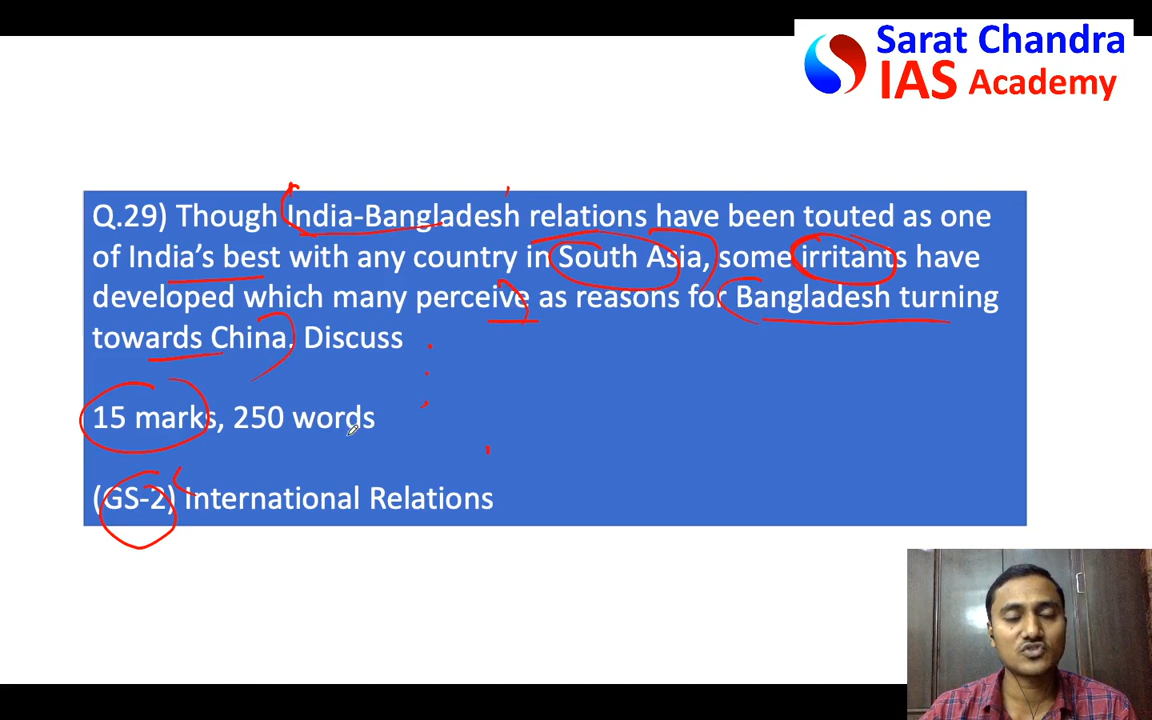 Sarat Chandra
IAS Academy
Q.29) Though India-Bangladesh relations have been touted as one
of India’s best with any country in South Asia, some irritants have
developed which many perceive as reasons for Bangladesh turning
towards China. Discuss
15 marks, 250 words
(GS-2) International Relations